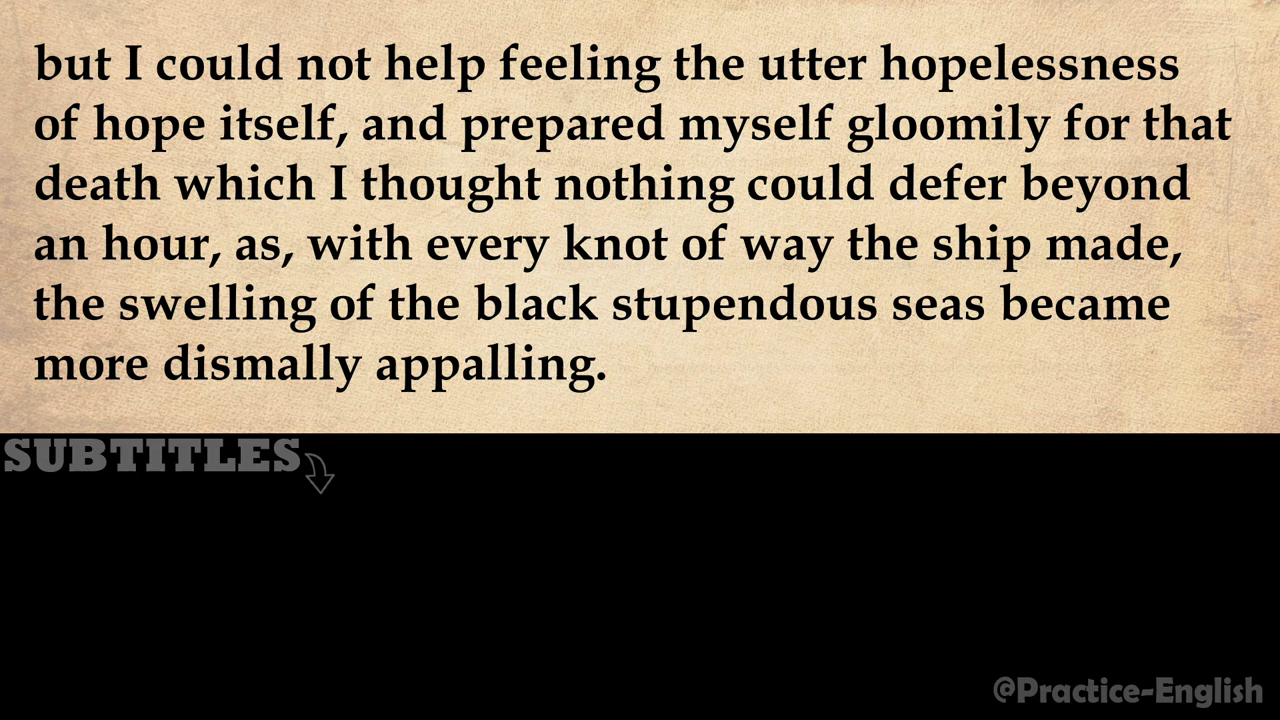 but I could not help feeling the utter hopelessness
of hope itself, and prepared myself gloomily for that
death which I thought nothing could defer beyond
an hour, as, with every knot of way the ship made,
the swelling of the black stupendous seas became
more dismally appalling.
SUBTITLES
@Practice-English